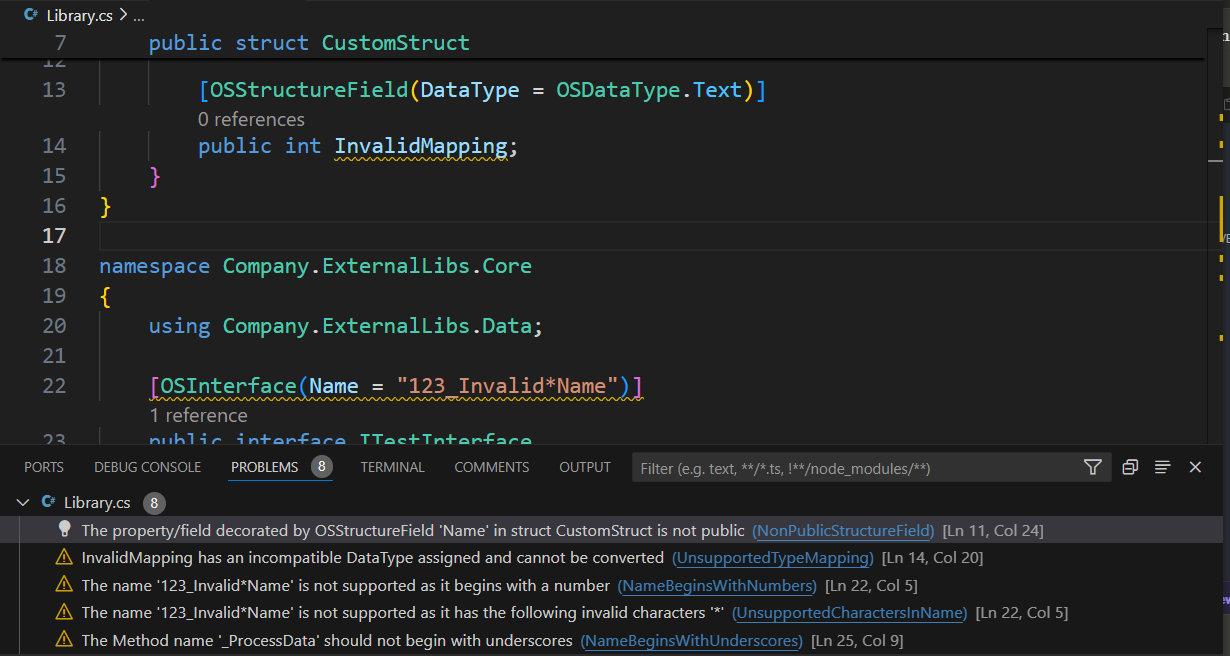 C# Library.cs > ...
7 public struct CustomStruct
12
13 [OSStructureField(DataType = OSDataType.Text)]
0 references
14 public int InvalidMapping;
15 }
16 }
17
18 namespace Company.ExternalLibs.Core
19 {
20 using Company.ExternalLibs.Data;
21
22 [OSInterface(Name = "123_Invalid*Name")]
1 reference
23 public interface ITestInterface
PORTS DEBUG CONSOLE PROBLEMS 8 TERMINAL COMMENTS OUTPUT Filter (e.g. text, **/*.ts, !**/node_modules/**)
C# Library.cs 8
The property/field decorated by OSStructureField 'Name' in struct CustomStruct is not public (NonPublicStructureField) [Ln 11, Col 24]
InvalidMapping has an incompatible DataType assigned and cannot be converted (UnsupportedTypeMapping) [Ln 14, Col 20]
The name '123_Invalid*Name' is not supported as it begins with a number (NameBeginsWithNumbers) [Ln 22, Col 5]
The name '123_Invalid*Name' is not supported as it has the following invalid characters '*' (UnsupportedCharactersInName) [Ln 22, Col 5]
The Method name '_ProcessData' should not begin with underscores (NameBeginsWithUnderscores) [Ln 25, Col 9]